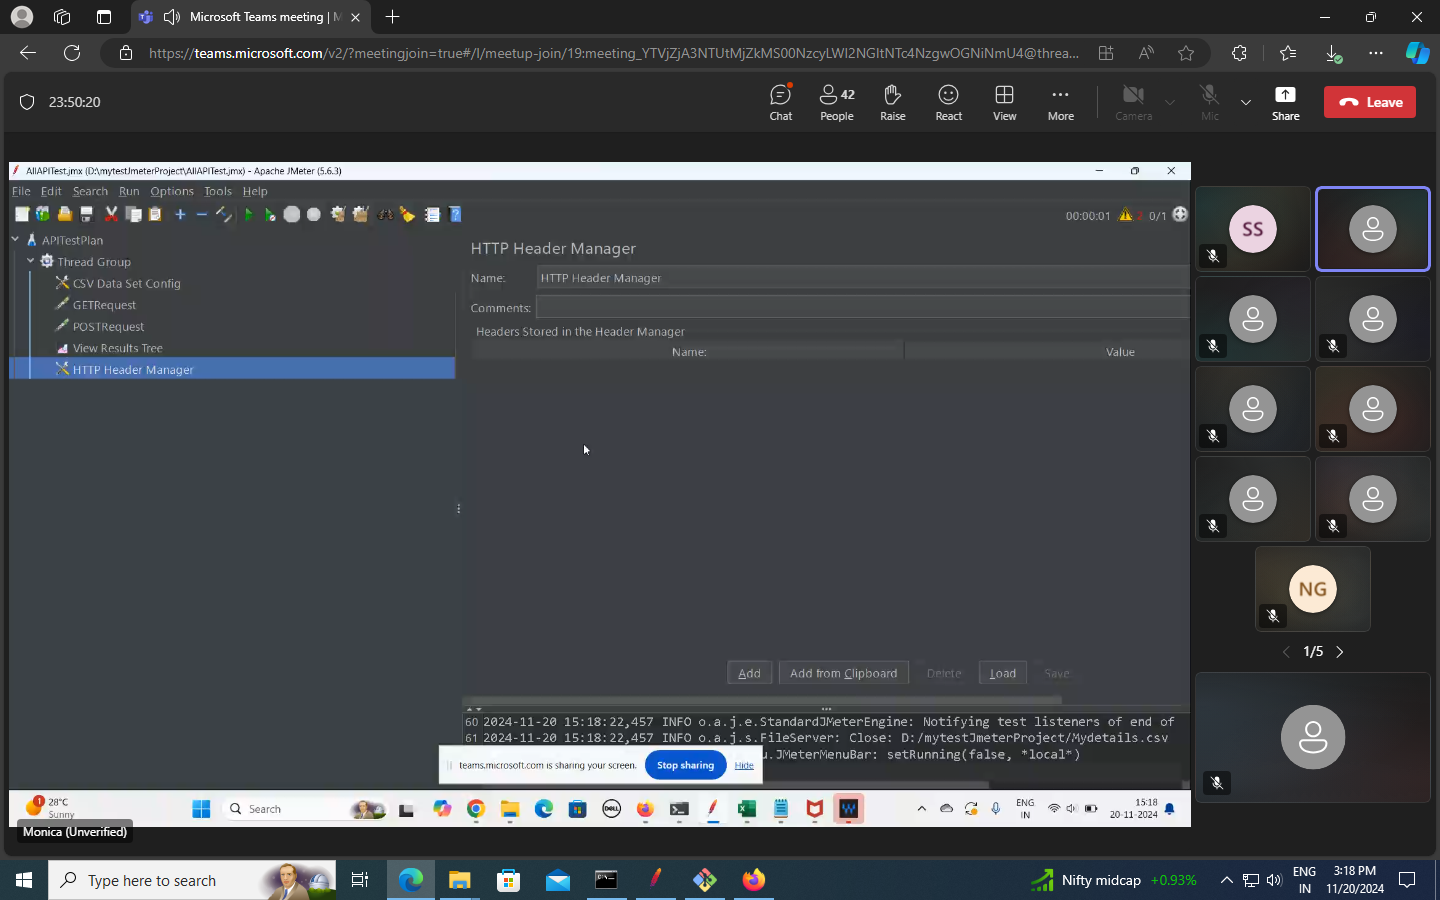 Microsoft Teams meeting | M
https://teams.microsoft.com/v2/?meetingjoin=true#/l/meetup-join/19:meeting_YTVjZjA3NTUtMjZkMS00NzcyLWI2NGItNTc4NzgwOGNiNmU4@threa...
23:50:20
Chat
42
People
Raise
React
View
More
Camera
Mic
Share
Leave
AllAPITest.jmx (D:\mytestJmeterProject\AllAPITest.jmx) - Apache JMeter (5.6.3)
File Edit Search Run Options Tools Help
00:00:01 2 0/1
APITestPlan
Thread Group
CSV Data Set Config
GETRequest
POSTRequest
View Results Tree
HTTP Header Manager
HTTP Header Manager
Name: HTTP Header Manager
Comments:
Headers Stored in the Header Manager
Name: Value
Add Add from Clipboard Delete Load Save
60 2024-11-20 15:18:22,457 INFO o.a.j.e.StandardJMeterEngine: Notifying test listeners of end of
61 2024-11-20 15:18:22,457 INFO o.a.j.s.FileServer: Close: D:/mytestJmeterProject/Mydetails.csv
u.JMeterMenuBar: setRunning(false, *local*)
teams.microsoft.com is sharing your screen. Stop sharing Hide
1
28°C
Sunny
Search
DELL
ENG
IN
15:18
20-11-2024
Monica (Unverified)
SS
NG
1/5
Type here to search
Nifty midcap +0.93%
ENG
IN
3:18 PM
11/20/2024